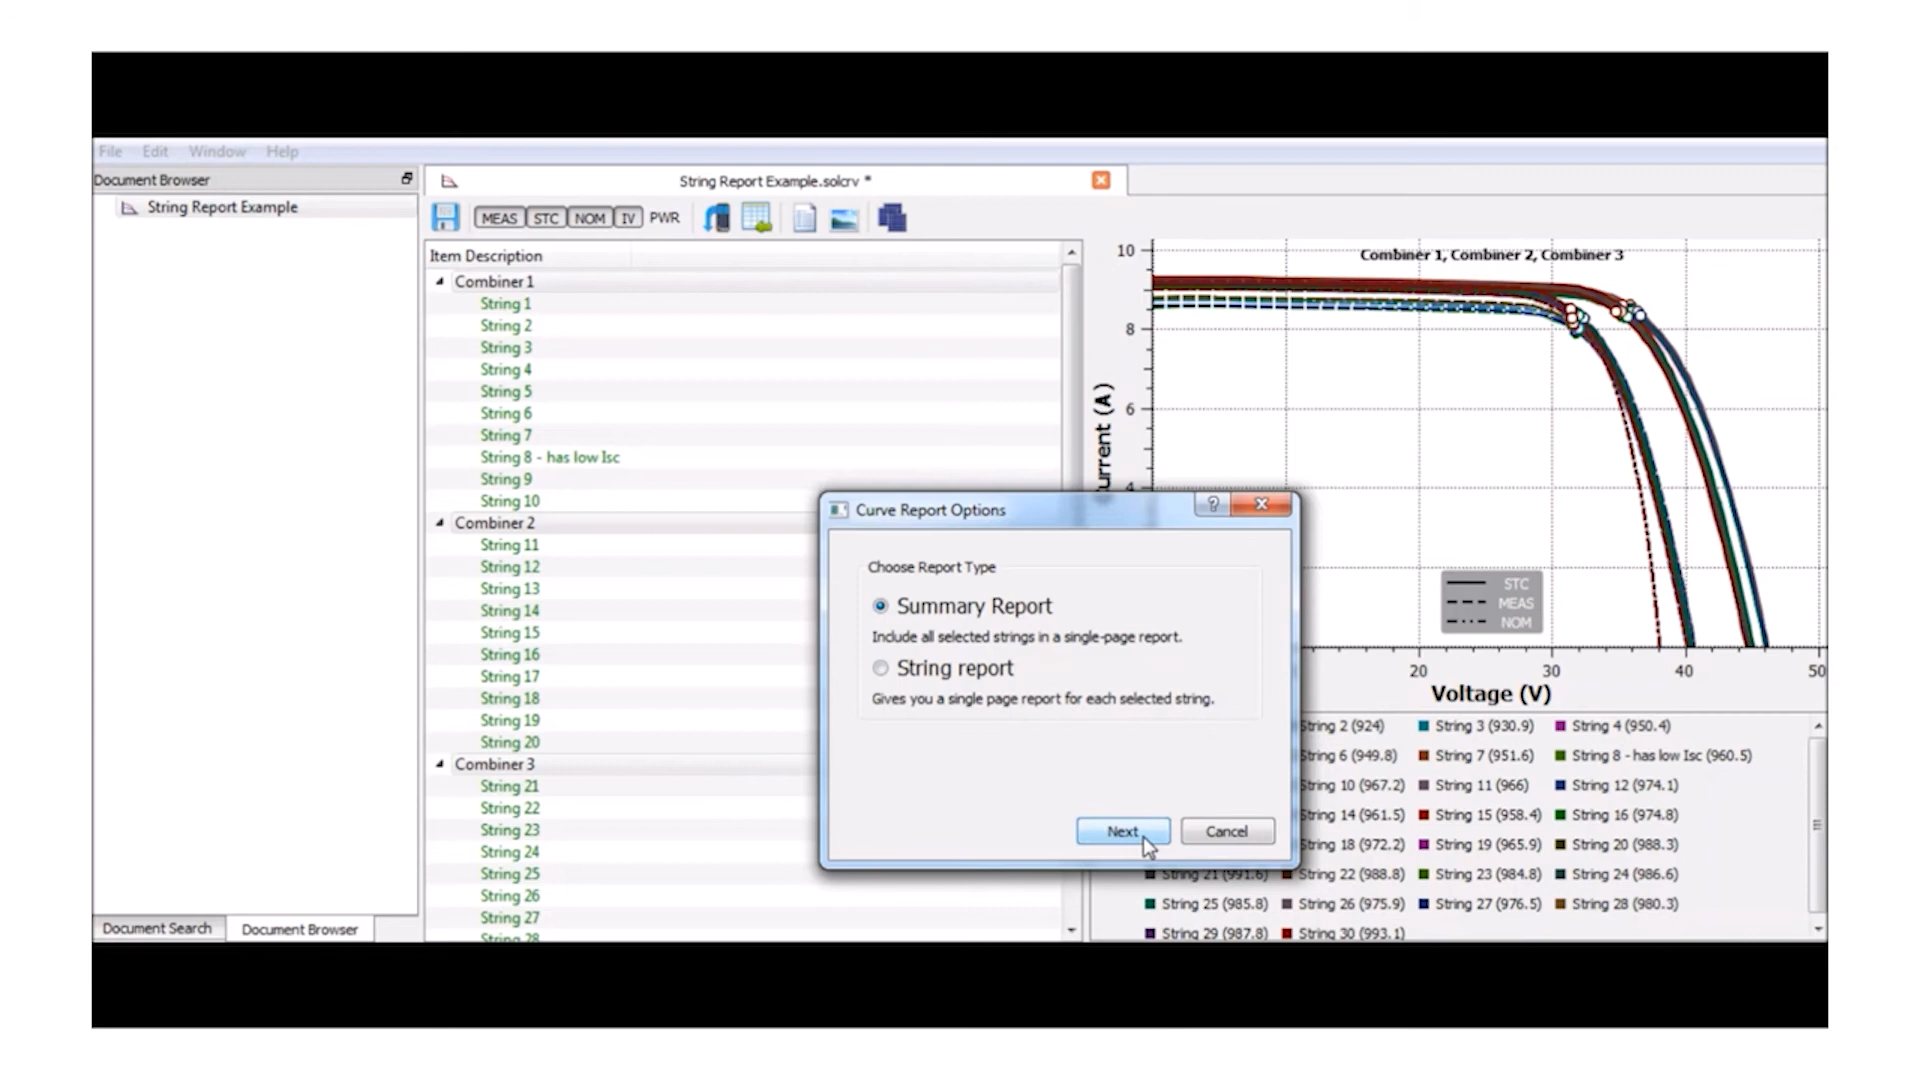 File Edit Window Help
Document Browser
String Report Example
String Report Example.solcrv *
MEAS STC NOM IV PWR
Item Description
Combiner 1
String 1
String 2
String 3
String 4
String 5
String 6
String 7
String 8 - has low Isc
String 9
String 10
Combiner 2
String 11
String 12
String 13
String 14
String 15
String 16
String 17
String 18
String 19
String 20
Combiner 3
String 21
String 22
String 23
String 24
String 25
String 26
String 27
String 28
Document Search Document Browser
Curve Report Options
?
Choose Report Type
Summary Report
Include all selected strings in a single-page report.
String report
Gives you a single page report for each selected string.
Next Cancel
Combiner 1, Combiner 2, Combiner 3
10
8
6
4
Current (A)
STC
MEAS
NOM
20 30 40 50
Voltage (V)
String 2 (924) String 3 (930.9) String 4 (950.4)
String 6 (949.8) String 7 (951.6) String 8 - has low Isc (960.5)
String 10 (967.2) String 11 (966) String 12 (974.1)
String 14 (961.5) String 15 (958.4) String 16 (974.8)
String 18 (972.2) String 19 (965.9) String 20 (988.3)
String 21 (991.6) String 22 (988.8) String 23 (984.8) String 24 (986.6)
String 25 (985.8) String 26 (975.9) String 27 (976.5) String 28 (980.3)
String 29 (987.8) String 30 (993.1)